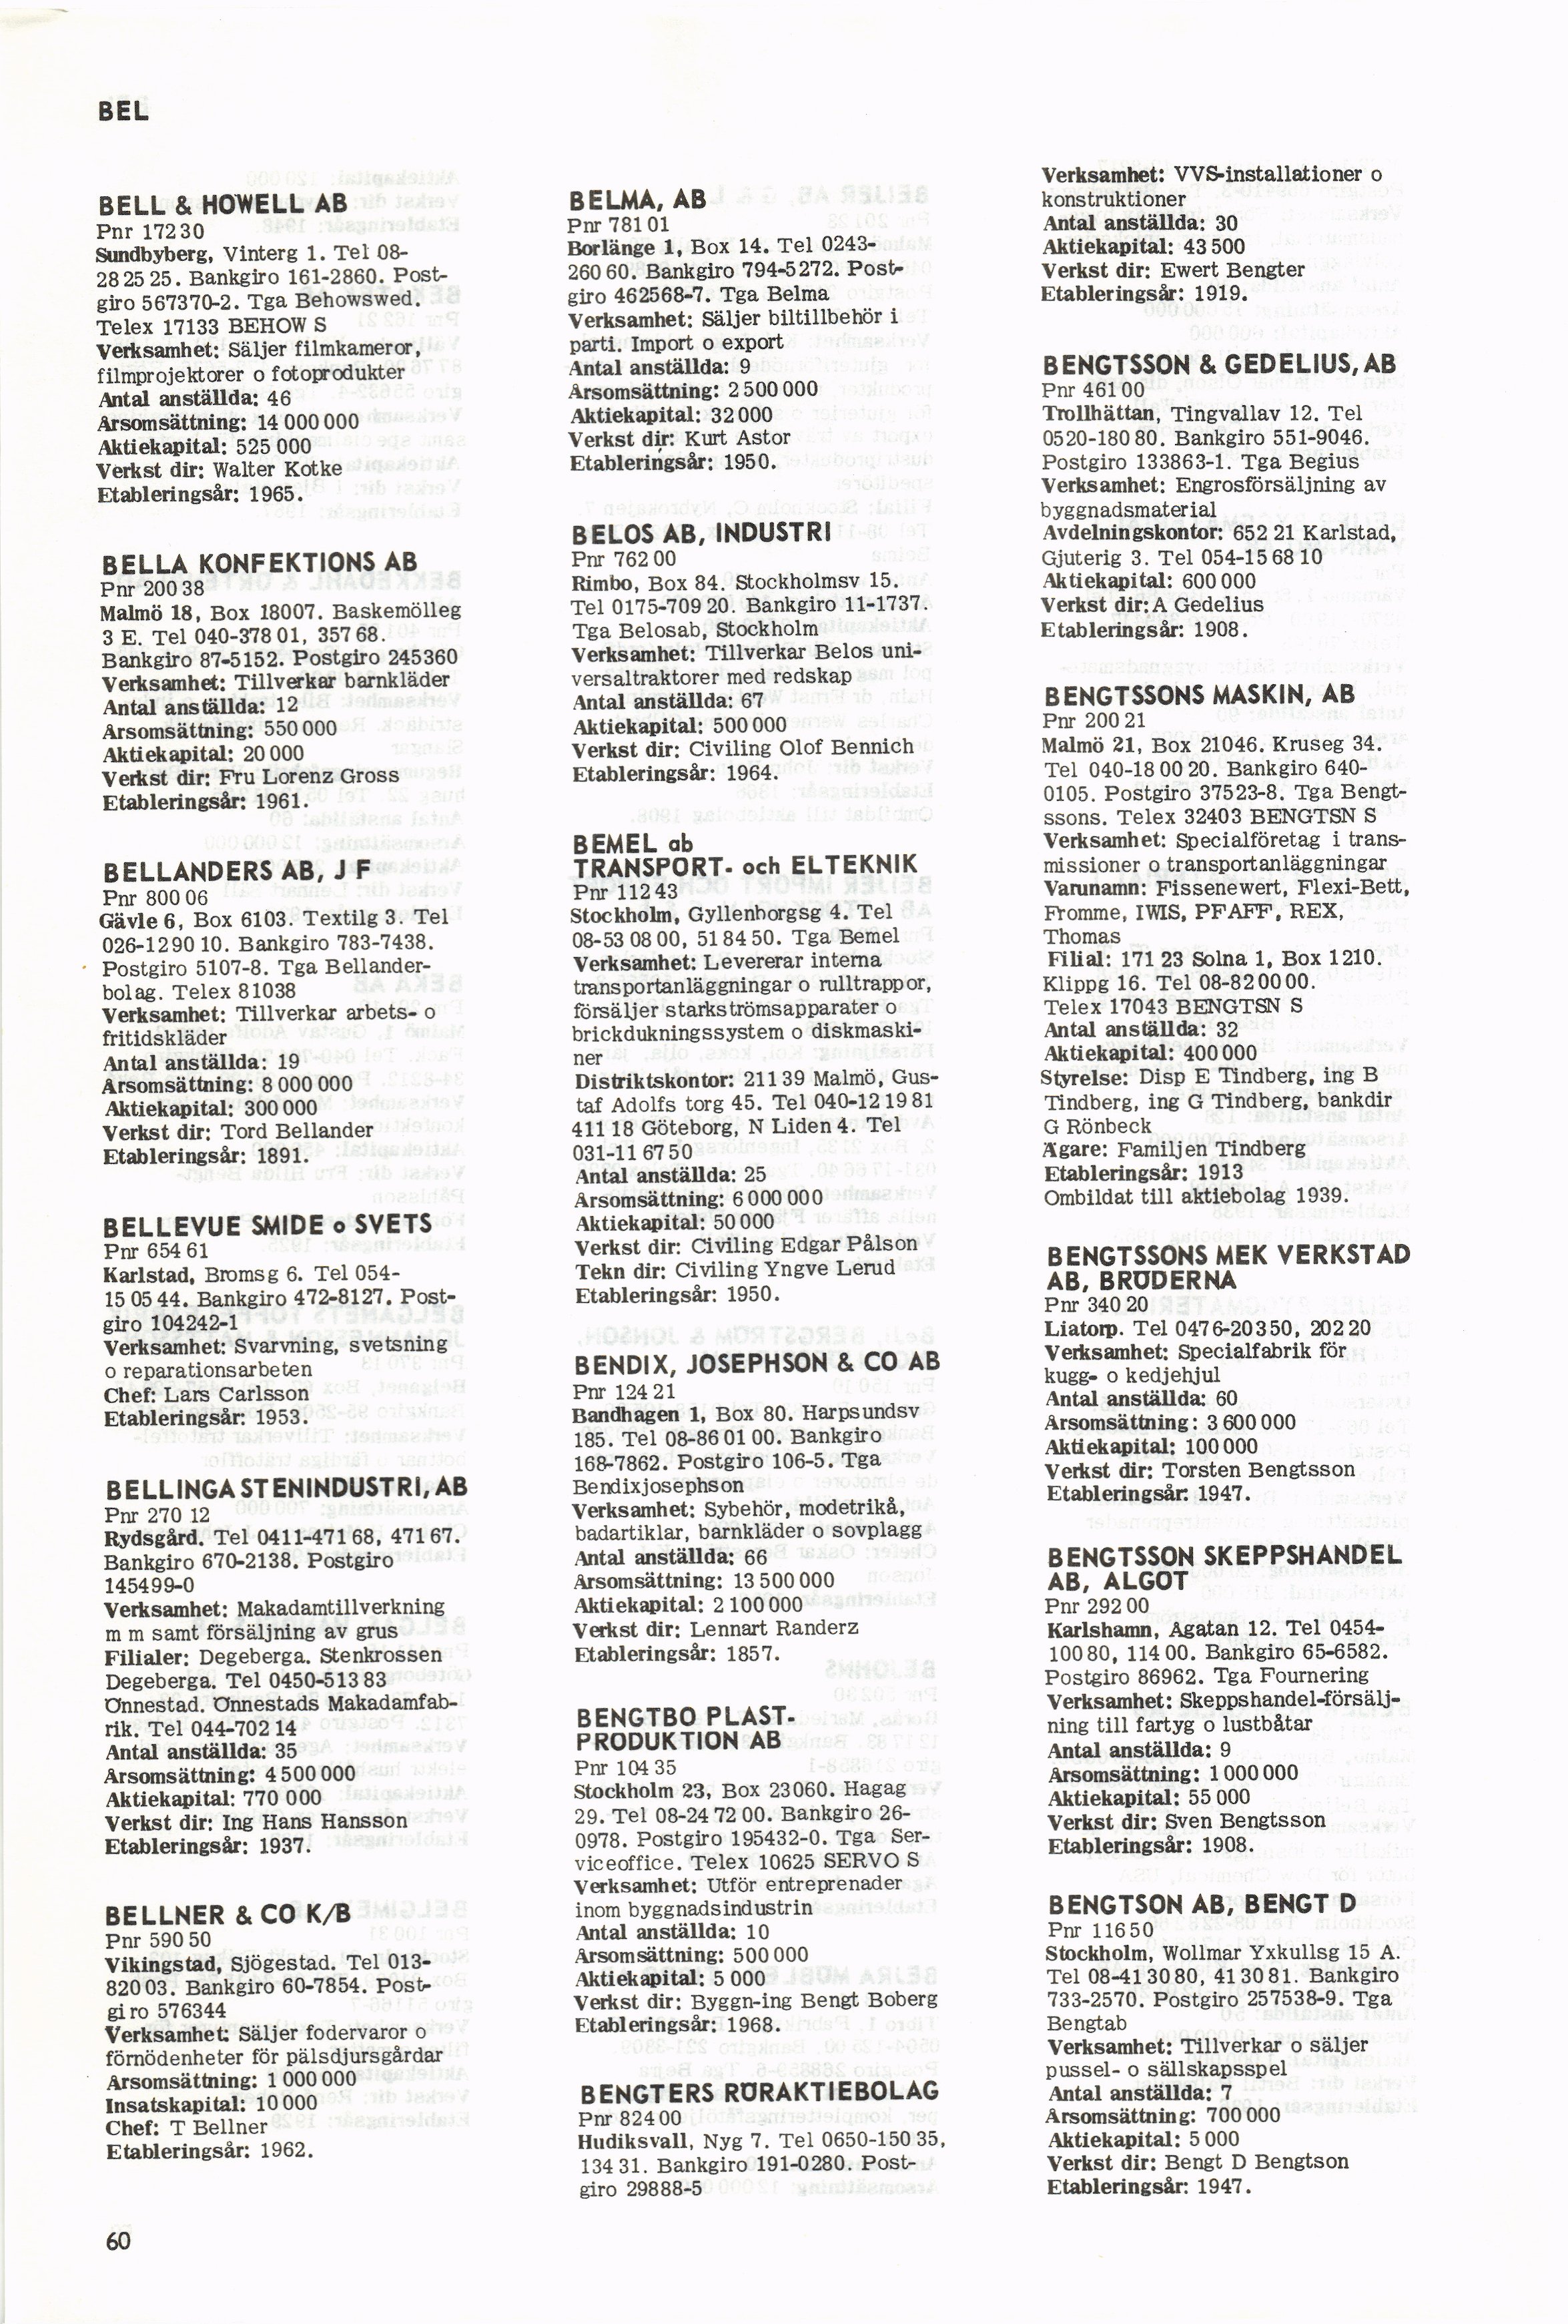 BEL
BELL & HOWELL AB
Pnr 172 30
Sundbyberg, Vinterg 1. Tel 08-
28 25 25. Bankgiro 161-2860. Post-
giro 567370-2. Tga Behowswed.
Telex 17133 BEHOW S
Verksamhet: Säljer filmkameror,
filmprojektorer o fotoprodukter
Antal anställda: 46
Årsomsättning: 14 000 000
Aktiekapital: 525 000
Verkst dir: Walter Kotke
Etableringsår: 1965.
BELLA KONFEKTIONS AB
Pnr 200 38
Malmö 18, Box 18007. Baskemölleg
3 E. Tel 040-378 01, 357 68.
Bankgiro 87-5152. Postgiro 245360
Verksamhet: Tillverkar barnkläder
Antal anställda: 12
Årsomsättning: 550 000
Aktiekapital: 20 000
Verkst dir: Fru Lorenz Gross
Etableringsår: 1961.
BELLANDERS AB, J F
Pnr 800 06
Gävle 6, Box 6103. Textilg 3. Tel
026-12 90 10. Bankgiro 783-7438.
Postgiro 5107-8. Tga Bellander-
bolag. Telex 81038
Verksamhet: Tillverkar arbets- o
fritidskläder
Antal anställda: 19
Årsomsättning: 8 000 000
Aktiekapital: 300 000
Verkst dir: Tord Bellander
Etableringsår: 1891.
BELLEVUE SMIDE o SVETS
Pnr 654 61
Karlstad, Bromsg 6. Tel 054-
15 05 44. Bankgiro 472-8127. Post-
giro 104242-1
Verksamhet: Svarvning, svetsning
o reparationsarbeten
Chef: Lars Carlsson
Etableringsår: 1953.
BELLINGA STENINDUSTRI, AB
Pnr 270 12
Rydsgård. Tel 0411-471 68, 471 67.
Bankgiro 670-2138. Postgiro
145499-0
Verksamhet: Makadamtillverkning
m m samt försäljning av grus
Filialer: Degeberga. Stenkrossen
Degeberga. Tel 0450-513 83
Önnestad. Önnestads Makadamfab-
rik. Tel 044-702 14
Antal anställda: 35
Årsomsättning: 4 500 000
Aktiekapital: 770 000
Verkst dir: Ing Hans Hansson
Etableringsår: 1937.
BELLNER & CO K/B
Pnr 590 50
Vikingstad, Sjögestad. Tel 013-
820 03. Bankgiro 60-7854. Post-
giro 576344
Verksamhet: Säljer fodervaror o
förnödenheter för pälsdjursgårdar
Årsomsättning: 1 000 000
Insatskapital: 10 000
Chef: T Bellner
Etableringsår: 1962.
60
BELMA, AB
Pnr 781 01
Borlänge 1, Box 14. Tel 0243-
260 60. Bankgiro 794-5272. Post-
giro 462568-7. Tga Belma
Verksamhet: Säljer biltillbehör i
parti. Import o export
Antal anställda: 9
Årsomsättning: 2 500 000
Aktiekapital: 32 000
Verkst dir: Kurt Astor
Etableringsår: 1950.
BELOS AB, INDUSTRI
Pnr 762 00
Rimbo, Box 84. Stockholmsv 15.
Tel 0175-709 20. Bankgiro 11-1737.
Tga Belosab, Stockholm
Verksamhet: Tillverkar Belos uni-
versaltraktorer med redskap
Antal anställda: 67
Aktiekapital: 500 000
Verkst dir: Civiling Olof Bennich
Etableringsår: 1964.
BEMEL ab
TRANSPORT- och ELTEKNIK
Pnr 112 43
Stockholm, Gyllenborgsg 4. Tel
08-53 08 00, 51 84 50. Tga Bemel
Verksamhet: Levererar interna
transportanläggningar o rulltrappor,
försäljer starkströmsapparater o
brickdukningssystem o diskmaski-
ner
Distriktskontor: 211 39 Malmö, Gus-
taf Adolfs torg 45. Tel 040-12 19 81
411 18 Göteborg, N Liden 4. Tel
031-11 67 50
Antal anställda: 25
Årsomsättning: 6 000 000
Aktiekapital: 50 000
Verkst dir: Civiling Edgar Pålson
Tekn dir: Civiling Yngve Lerud
Etableringsår: 1950.
BENDIX, JOSEPHSON & CO AB
Pnr 124 21
Bandhagen 1, Box 80. Harpsundsv
185. Tel 08-86 01 00. Bankgiro
168-7862. Postgiro 106-5. Tga
Bendixjosephson
Verksamhet: Sybehör, modetrikå,
badartiklar, barnkläder o sovplagg
Antal anställda: 66
Årsomsättning: 13 500 000
Aktiekapital: 2 100 000
Verkst dir: Lennart Randerz
Etableringsår: 1857.
BENGTBO PLAST-
PRODUKTION AB
Pnr 104 35
Stockholm 23, Box 23060. Hagag
29. Tel 08-24 72 00. Bankgiro 26-
0978. Postgiro 195432-0. Tga Ser-
viceoffice. Telex 10625 SERVO S
Verksamhet: Utför entreprenader
inom byggnadsindustrin
Antal anställda: 10
Årsomsättning: 500 000
Aktiekapital: 5 000
Verkst dir: Byggn-ing Bengt Boberg
Etableringsår: 1968.
BENGTERS RÖRAKTIEBOLAG
Pnr 824 00
Hudiksvall, Nyg 7. Tel 0650-150 35,
134 31. Bankgiro 191-0280. Post-
giro 29888-5
Verksamhet: VVS-installationer o
konstruktioner
Antal anställda: 30
Aktiekapital: 43 500
Verkst dir: Ewert Bengter
Etableringsår: 1919.
BENGTSSON & GEDELIUS, AB
Pnr 461 00
Trollhättan, Tingvallav 12. Tel
0520-180 80. Bankgiro 551-9046.
Postgiro 133863-1. Tga Begius
Verksamhet: Engrosförsäljning av
byggnadsmaterial
Avdelningskontor: 652 21 Karlstad,
Gjuterig 3. Tel 054-15 68 10
Aktiekapital: 600 000
Verkst dir: A Gedelius
Etableringsår: 1908.
BENGTSSONS MASKIN, AB
Pnr 200 21
Malmö 21, Box 21046. Kruseg 34.
Tel 040-18 00 20. Bankgiro 640-
0105. Postgiro 37523-8. Tga Bengt-
ssons. Telex 32403 BENGTSN S
Verksamhet: Specialföretag i trans-
missioner o transportanläggningar
Varunamn: Fissenewert, Flexi-Bett,
Fromme, IWIS, PFAFF, REX,
Thomas
Filial: 171 23 Solna 1, Box 1210.
Klippg 16. Tel 08-82 00 00.
Telex 17043 BENGTSN S
Antal anställda: 32
Aktiekapital: 400 000
Styrelse: Disp E Tindberg, ing B
Tindberg, ing G Tindberg, bankdir
G Rönbeck
Ägare: Familjen Tindberg
Etableringsår: 1913
Ombildat till aktiebolag 1939.
BENGTSSONS MEK VERKSTAD
AB, BRÖDERNA
Pnr 340 20
Liatorp. Tel 0476-203 50, 202 20
Verksamhet: Specialfabrik för
kugg- o kedjehjul
Antal anställda: 60
Årsomsättning: 3 600 000
Aktiekapital: 100 000
Verkst dir: Torsten Bengtsson
Etableringsår: 1947.
BENGTSSON SKEPPSHANDEL
AB, ALGOT
Pnr 292 00
Karlshamn, Ågatan 12. Tel 0454-
100 80, 114 00. Bankgiro 65-6582.
Postgiro 86962. Tga Fournering
Verksamhet: Skeppshandel-försälj-
ning till fartyg o lustbåtar
Antal anställda: 9
Årsomsättning: 1 000 000
Aktiekapital: 55 000
Verkst dir: Sven Bengtsson
Etableringsår: 1908.
BENGTSON AB, BENGT D
Pnr 116 50
Stockholm, Wollmar Yxkullsg 15 A.
Tel 08-41 30 80, 41 30 81. Bankgiro
733-2570. Postgiro 257538-9. Tga
Bengtab
Verksamhet: Tillverkar o säljer
pussel- o sällskapsspel
Antal anställda: 7
Årsomsättning: 700 000
Aktiekapital: 5 000
Verkst dir: Bengt D Bengtson
Etableringsår: 1947.